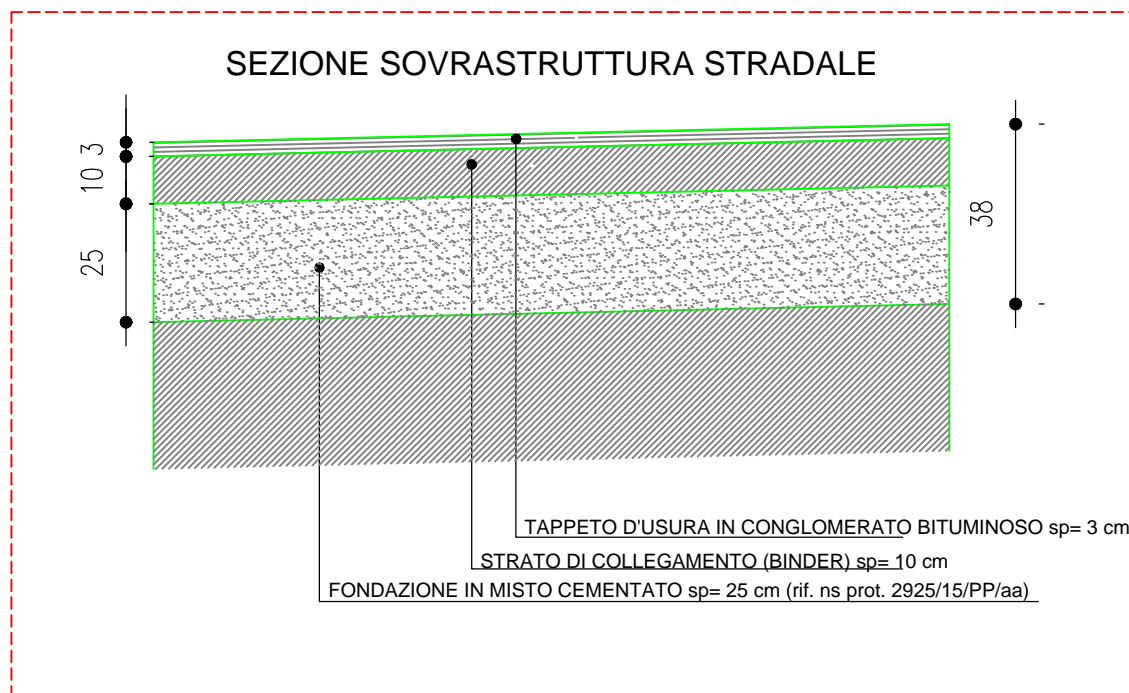 SEZIONE SOVRASTRUTTURA STRADALE
3
10
25
38
TAPPETO D'USURA IN CONGLOMERATO BITUMINOSO sp= 3 cm
STRATO DI COLLEGAMENTO (BINDER) sp= 10 cm
FONDAZIONE IN MISTO CEMENTATO sp= 25 cm (rif. ns prot. 2925/15/PP/aa)